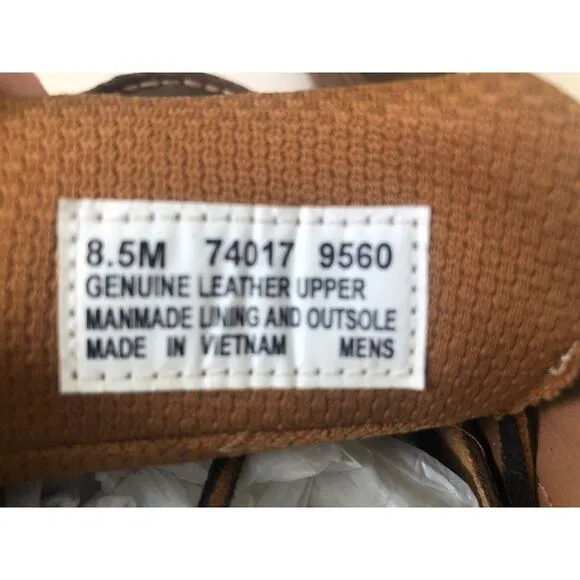 8.5M 74017 9560
GENUINE LEATHER UPPER
MANMADE LINING AND OUTSOLE
MADE IN VIETNAM MENS